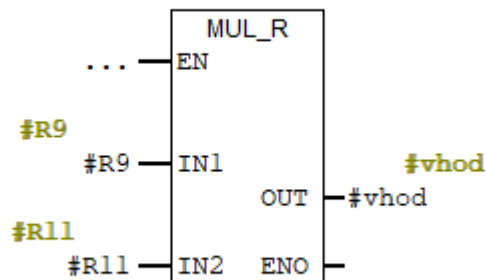 MUL_R
... EN
#R9
#R9 IN1
#vhod
OUT #vhod
#R11
#R11 IN2 ENO